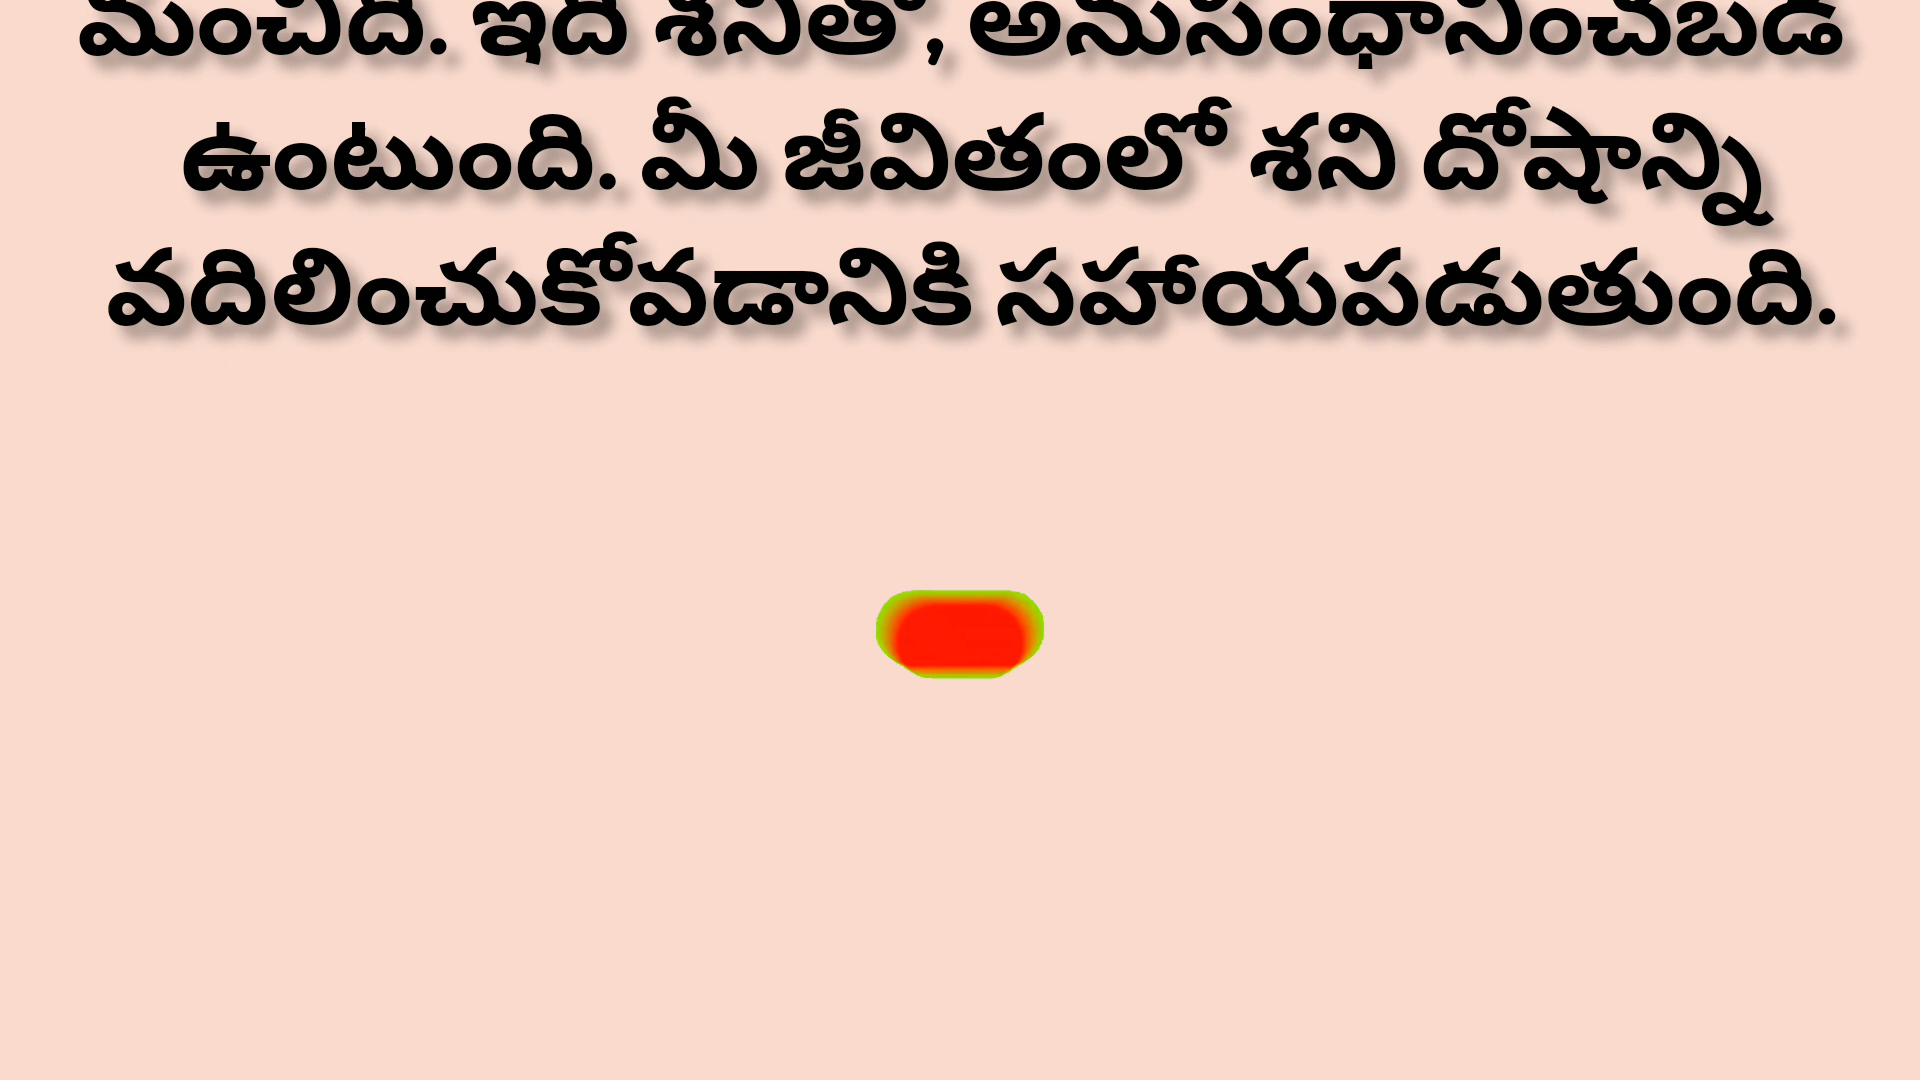 మంచిది. ఇది శనితో, అనుసంధానించబడి
ఉంటుంది. మీ జీవితంలో శని దోషాన్ని
వదిలించుకోవడానికి సహాయపడుతుంది.